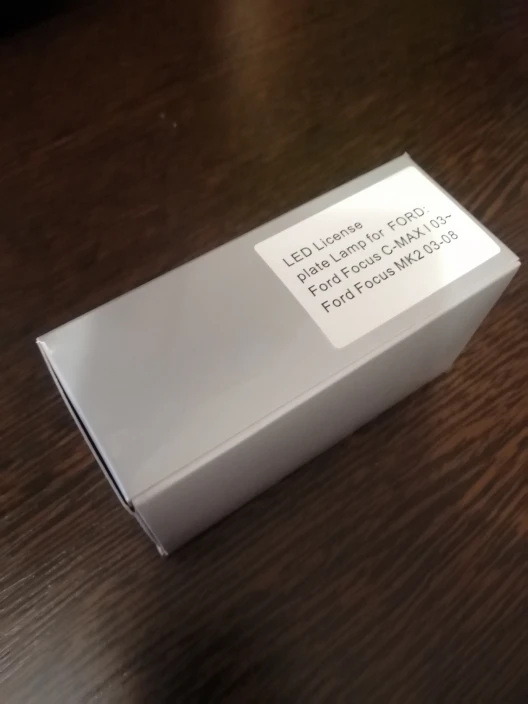 LED License
plate Lamp for FORD:
Ford Focus C-MAX I 03~
Ford Focus MK2 03-08